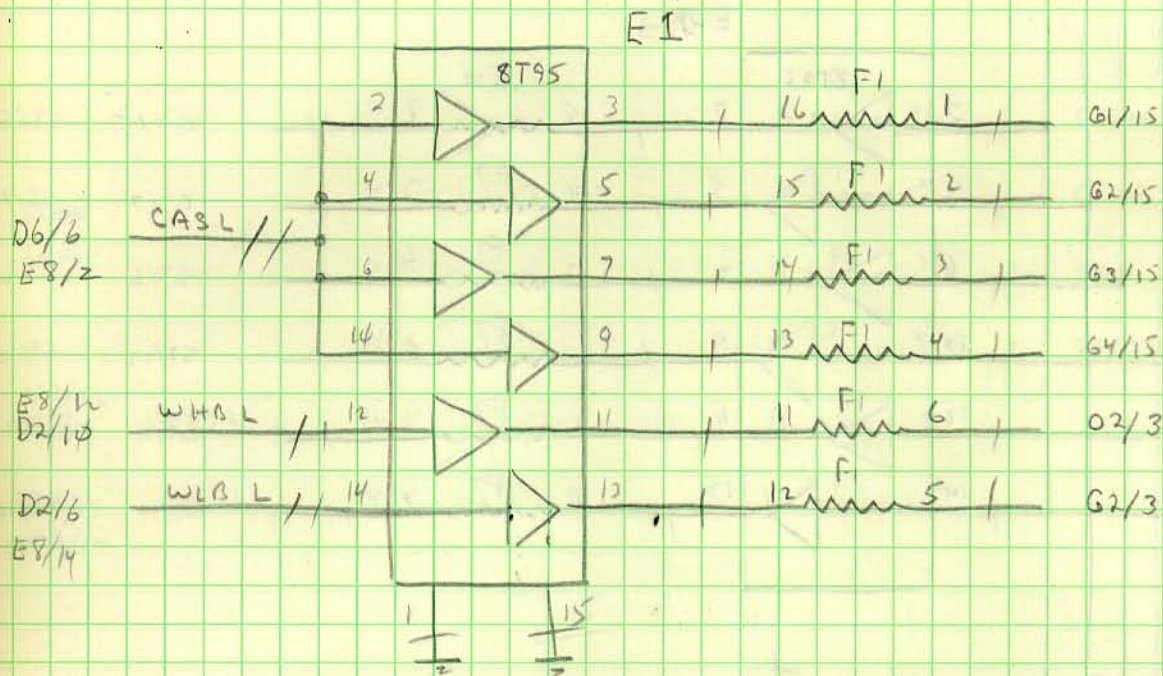 E1
8T95
2 3 16 F1 1 G1/15
4 5 15 F1 2 G2/15
D6/6 CASL
E8/2 6 7 14 F1 3 G3/15
14 9 13 F1 4 G4/15
E8/12
D2/10 WHBL 12 11 11 F1 6 02/3
D2/6 WLB L 14 13 12 F1 5 G2/3
E8/14
1 15